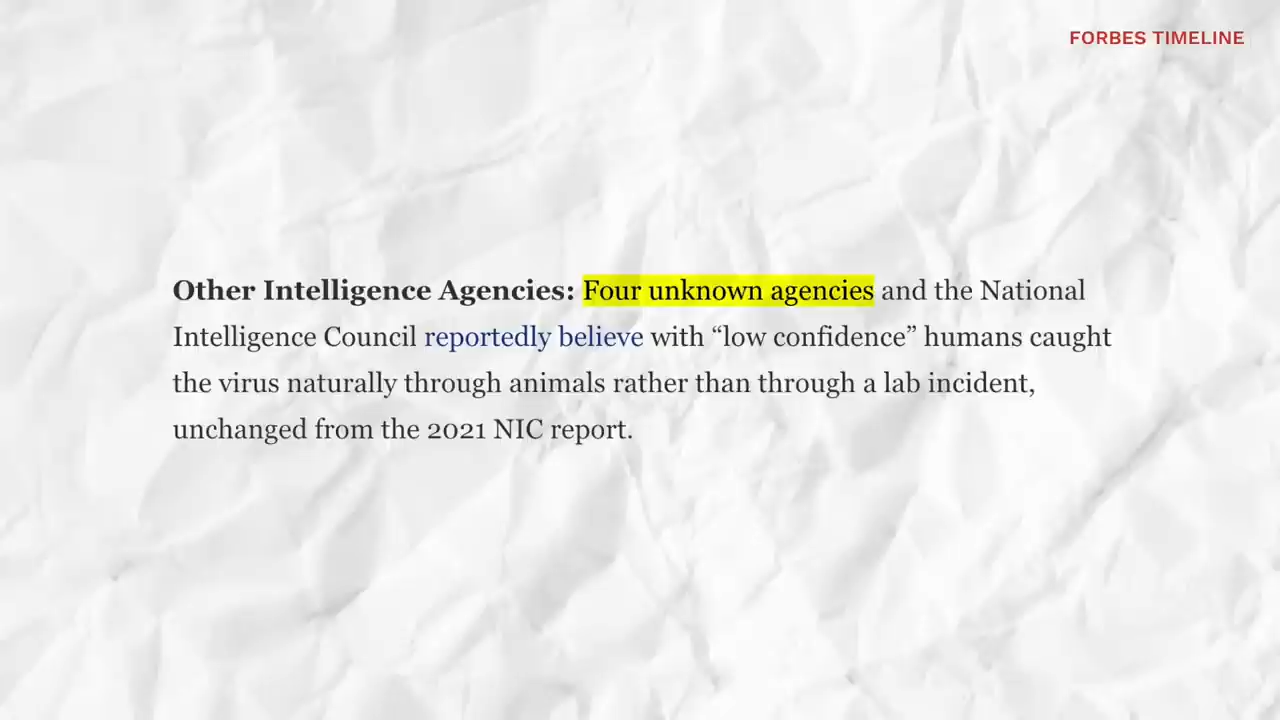 FORBES TIMELINE
Other Intelligence Agencies: Four unknown agencies and the National
Intelligence Council reportedly believe with “low confidence” humans caught
the virus naturally through animals rather than through a lab incident,
unchanged from the 2021 NIC report.